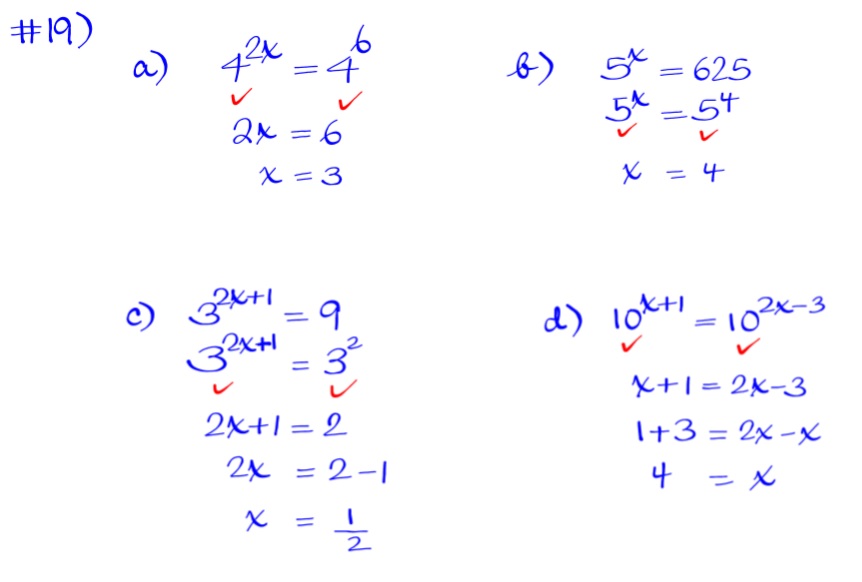 #19)
a) 4^{2x} = 4^6
2x = 6
x = 3
b) 5^x = 625
5^x = 5^4
x = 4
c) 3^{2x+1} = 9
3^{2x+1} = 3^2
2x+1 = 2
2x = 2-1
x = 1/2
d) 10^{x+1} = 10^{2x-3}
x+1 = 2x-3
1+3 = 2x-x
4 = x